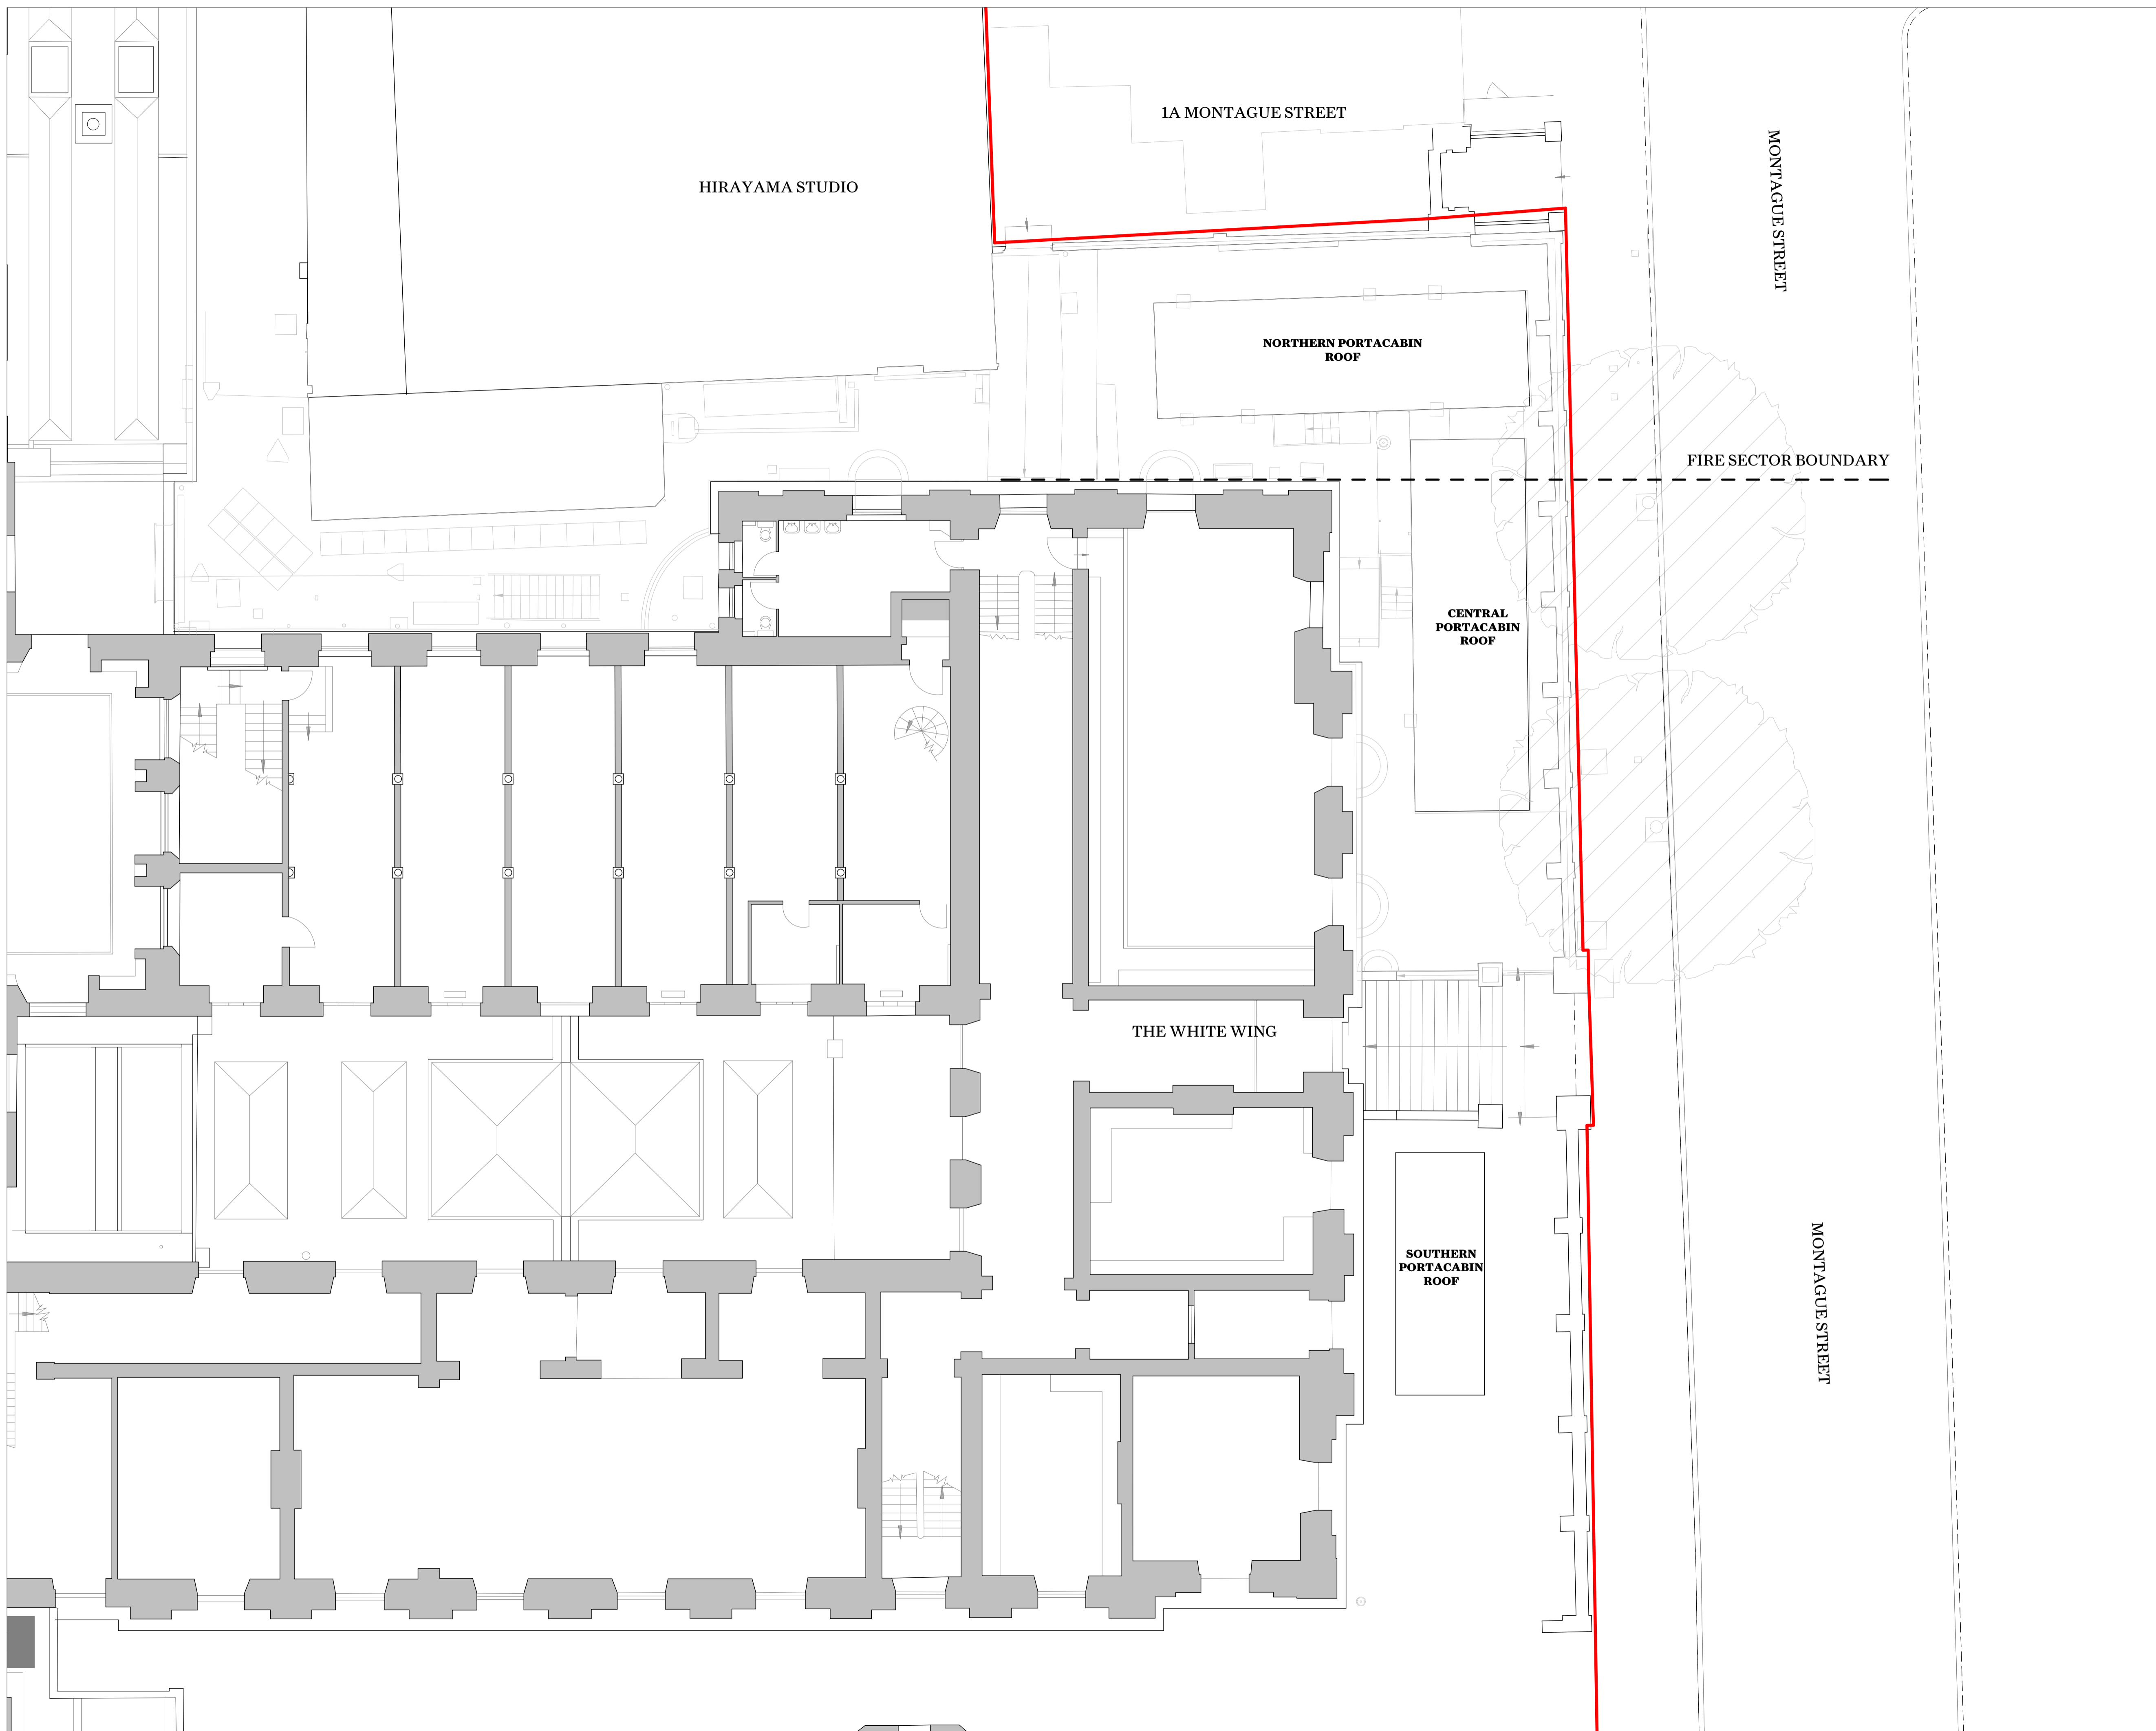 1A MONTAGUE STREET
MONTAGUE STREET
HIRAYAMA STUDIO
NORTHERN PORTACABIN
ROOF
FIRE SECTOR BOUNDARY
CENTRAL
PORTACABIN
ROOF
THE WHITE WING
SOUTHERN
PORTACABIN
ROOF
MONTAGUE STREET